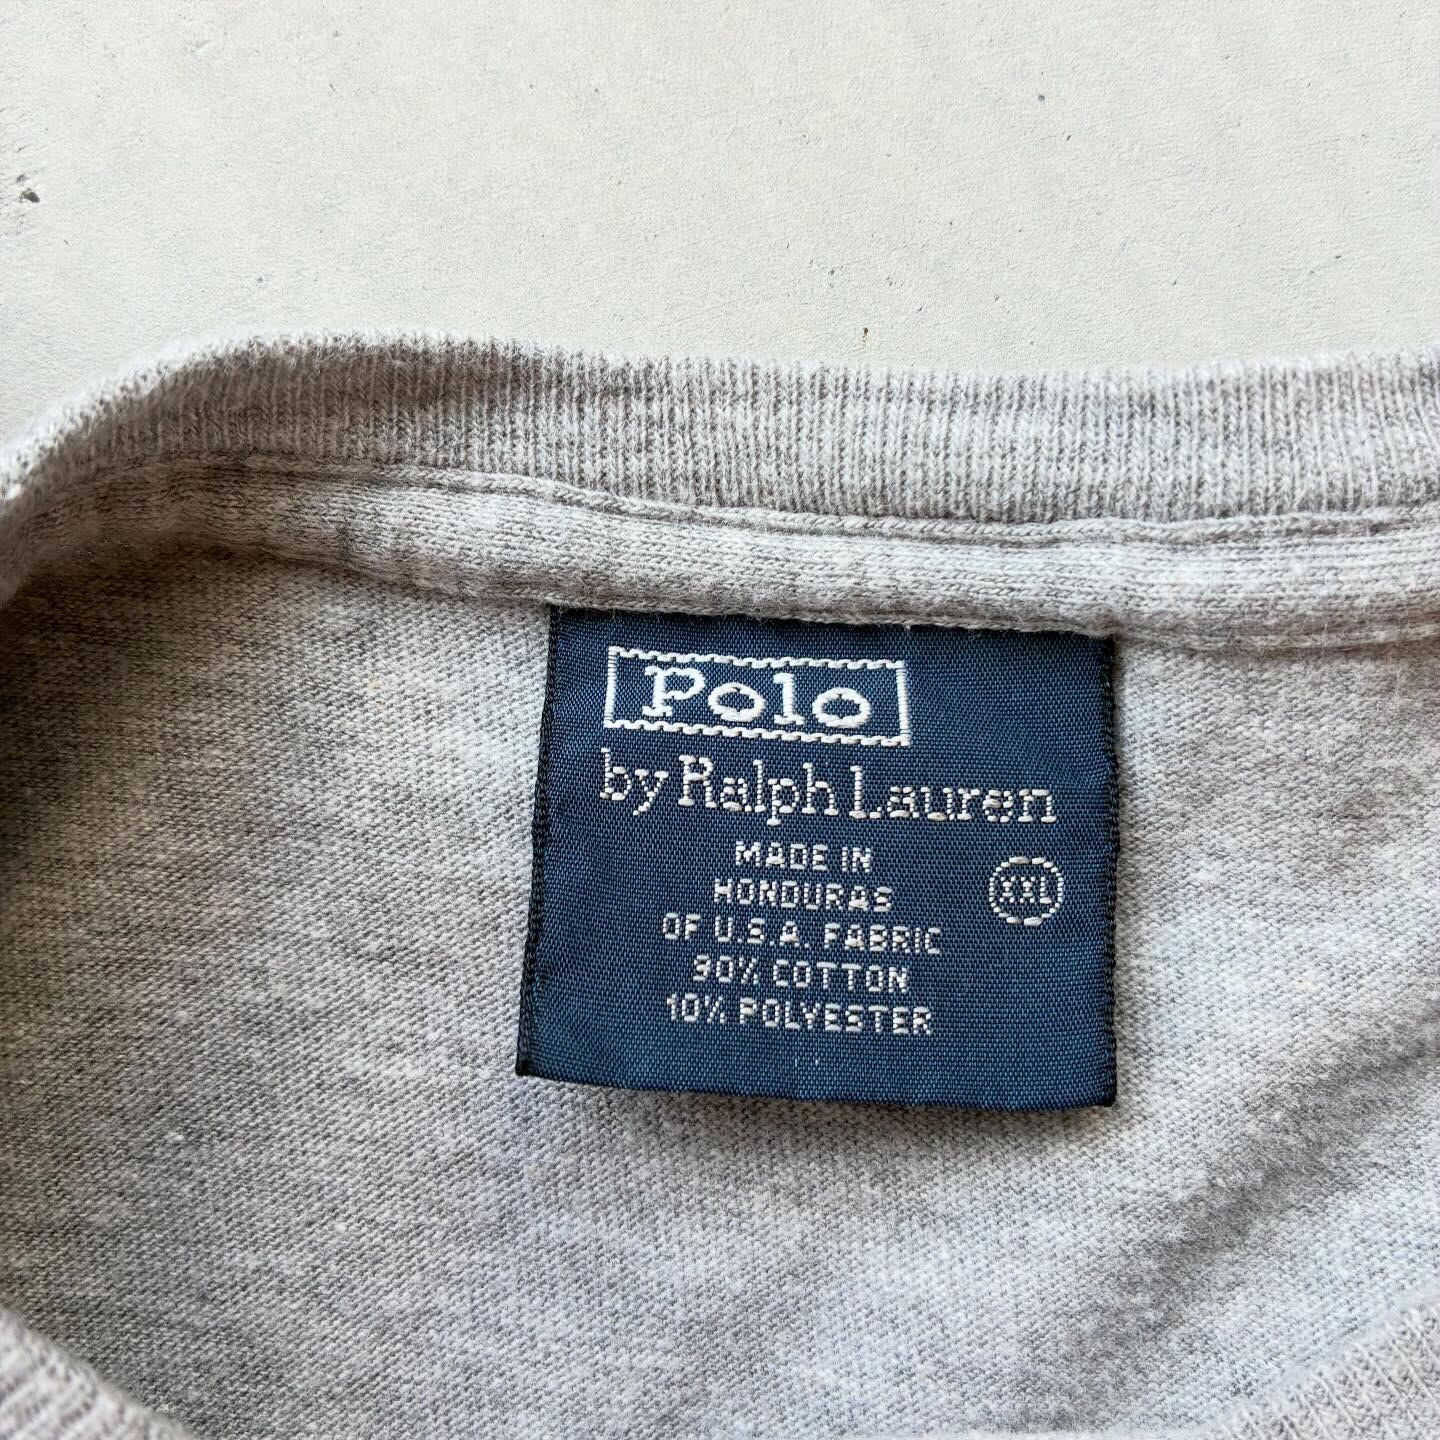 Polo
by Ralph Lauren
MADE IN
HONDURAS
XXL
OF U.S.A. FABRIC
90% COTTON
10% POLYESTER